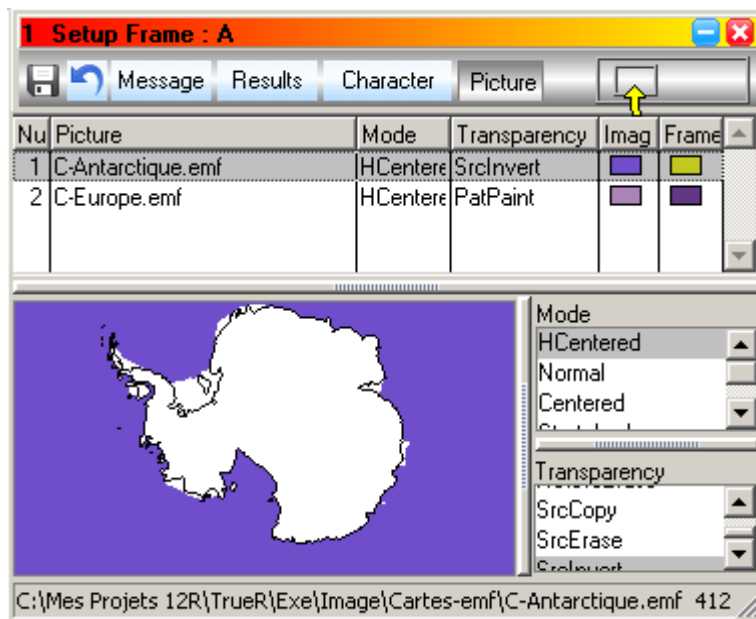 1 Setup Frame : A
Message Results Character Picture
Nu Picture Mode Transparency Imag Frame
1 C-Antarctique.emf HCentere SrcInvert
2 C-Europe.emf HCentere PatPaint
Mode
HCentered
Normal
Centered
Transparency
SrcCopy
SrcErase
SrcInvert
C:\Mes Projets 12R\TrueR\Exe\Image\Cartes-emf\C-Antarctique.emf 412